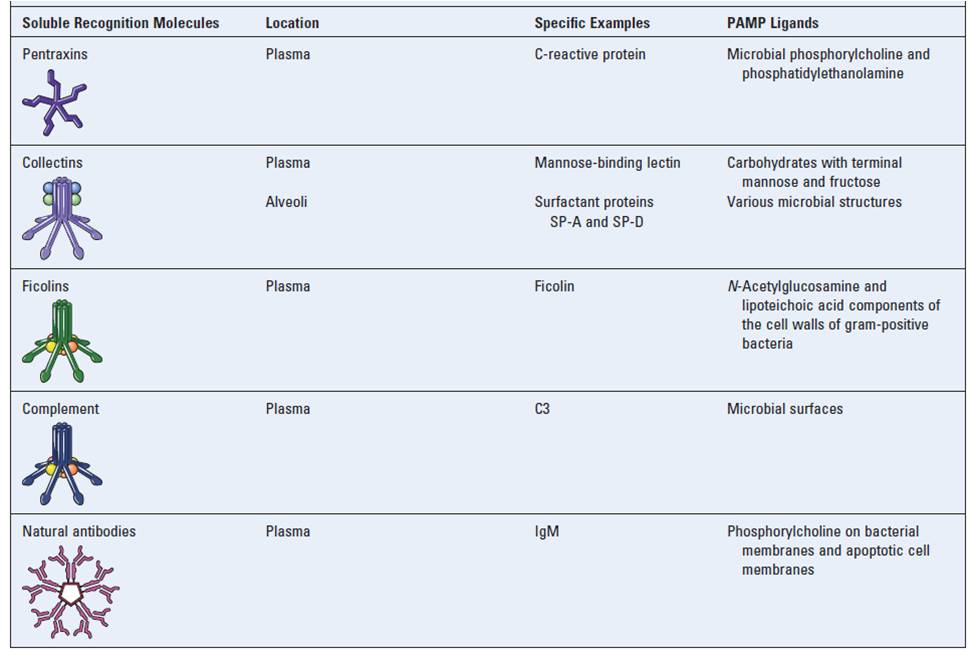 Soluble Recognition Molecules Location Specific Examples PAMP Ligands
Pentraxins Plasma C-reactive protein Microbial phosphorylcholine and
phosphatidylethanolamine
Collectins Plasma Mannose-binding lectin Carbohydrates with terminal
mannose and fructose
Alveoli Surfactant proteins Various microbial structures
SP-A and SP-D
Ficolins Plasma Ficolin N-Acetylglucosamine and
lipoteichoic acid components of
the cell walls of gram-positive
bacteria
Complement Plasma C3 Microbial surfaces
Natural antibodies Plasma IgM Phosphorylcholine on bacterial
membranes and apoptotic cell
membranes